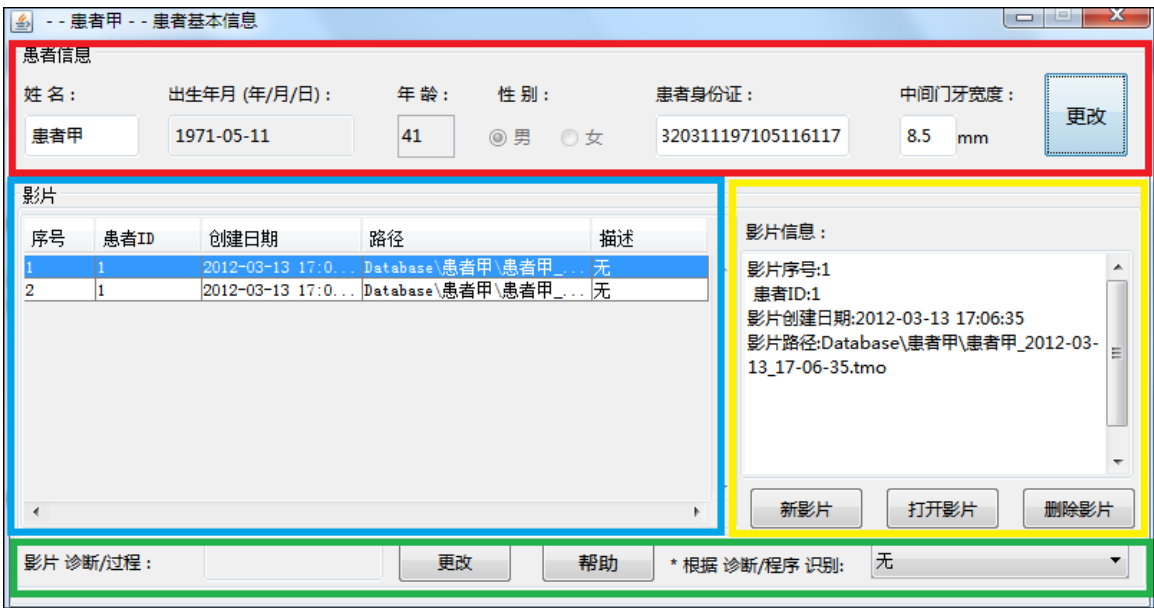 - - 患者甲 - - 患者基本信息
患者信息
姓 名： 出生年月 (年/月/日)： 年 龄： 性 别： 患者身份证： 中间门牙宽度：
患者甲 1971-05-11 41 男 女 320311197105116117 8.5 mm 更改
影片
序号 患者ID 创建日期 路径 描述
1 1 2012-03-13 17:0... Database\患者甲\患者甲_... 无
2 1 2012-03-13 17:0... Database\患者甲\患者甲_... 无
影片信息：
影片序号:1
患者ID:1
影片创建日期:2012-03-13 17:06:35
影片路径:Database\患者甲\患者甲_2012-03-
13_17-06-35.tmo
新影片 打开影片 删除影片
影片 诊断/过程： 更改 帮助 * 根据 诊断/程序 识别: 无